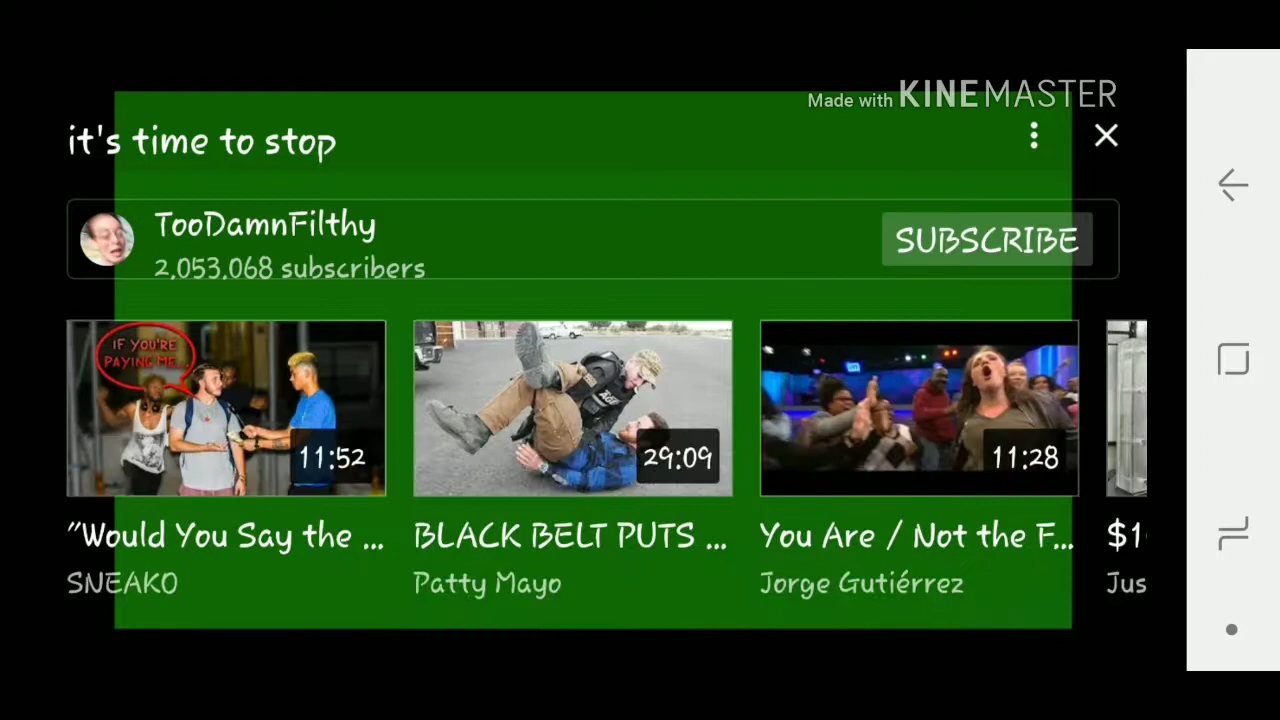 Made with KINEMASTER
it's time to stop
TooDamnFilthy
2,053,068 subscribers
SUBSCRIBE
IF YOU'RE
PAYING ME...
11:52
29:09
11:28
"Would You Say the ...
BLACK BELT PUTS ...
You Are / Not the F...
$1
SNEAKO
Patty Mayo
Jorge Gutiérrez
Jus